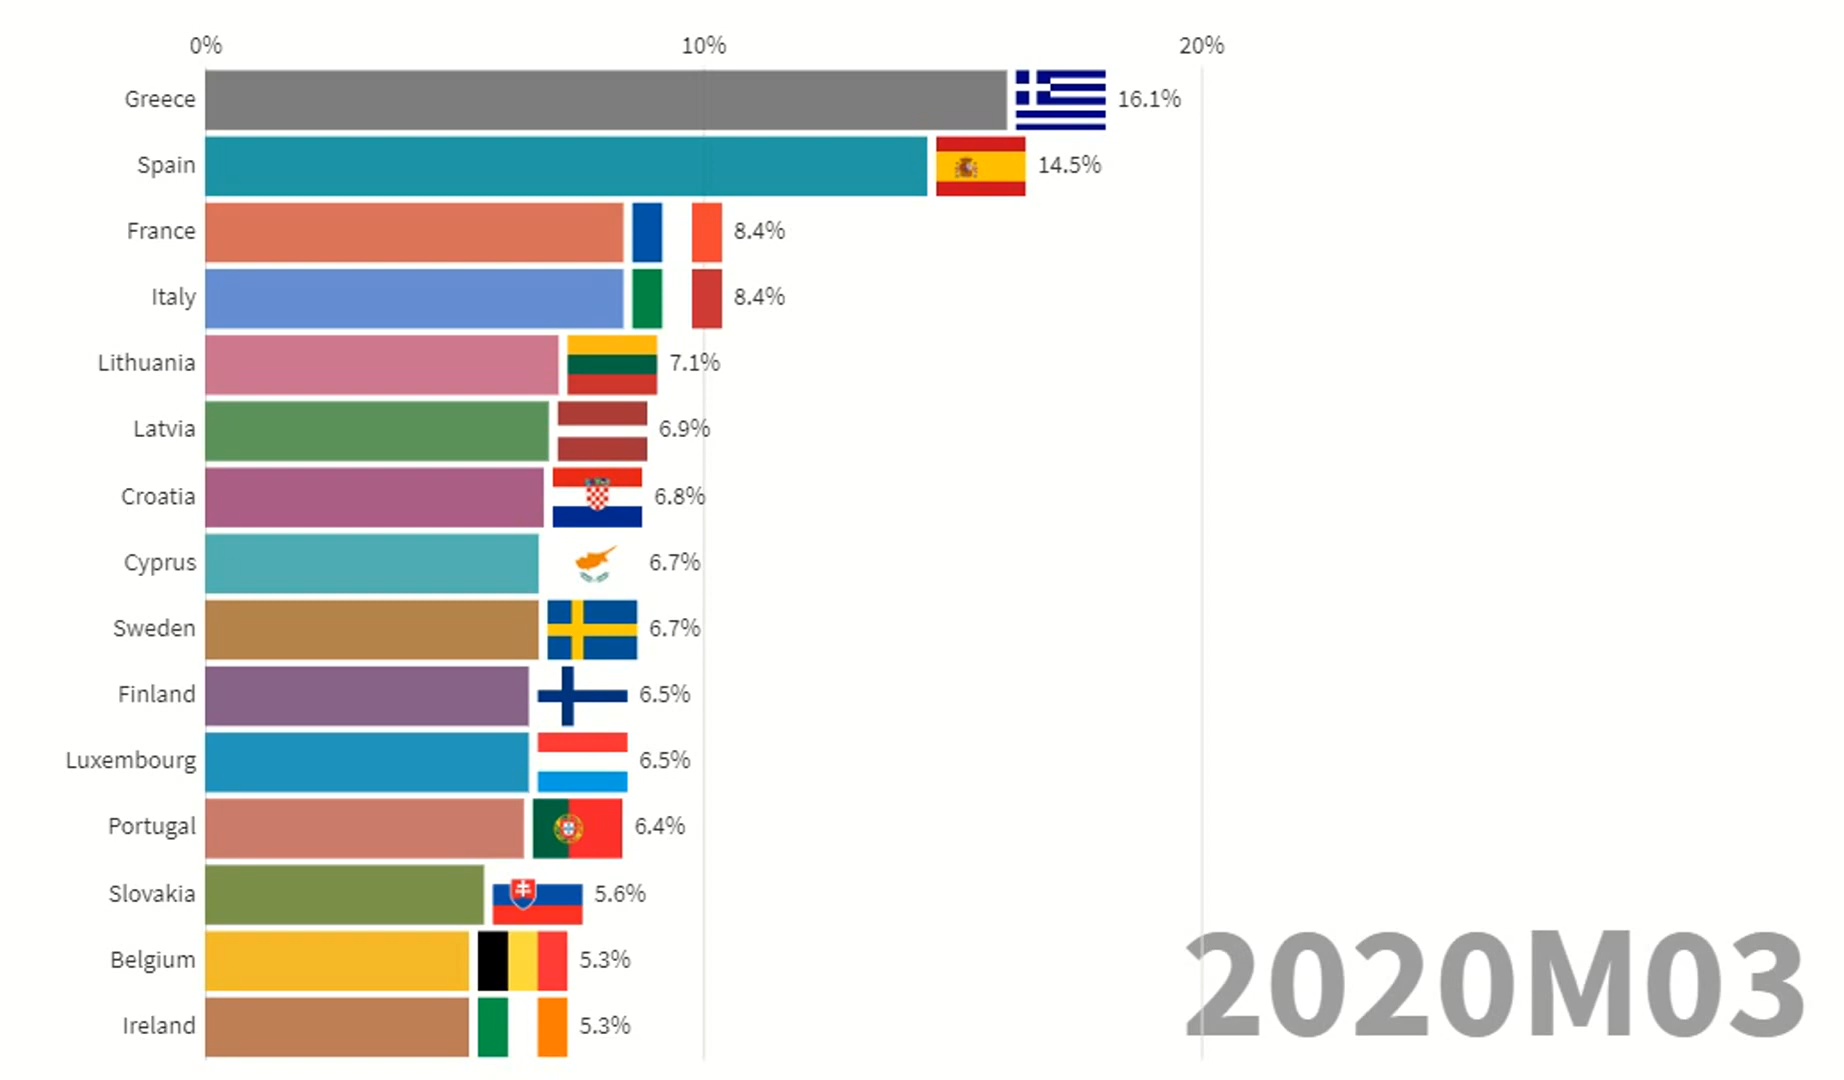 0% 10% 20%
Greece 16.1%
Spain 14.5%
France 8.4%
Italy 8.4%
Lithuania 7.1%
Latvia 6.9%
Croatia 6.8%
Cyprus 6.7%
Sweden 6.7%
Finland 6.5%
Luxembourg 6.5%
Portugal 6.4%
Slovakia 5.6%
Belgium 5.3%
Ireland 5.3%
2020M03